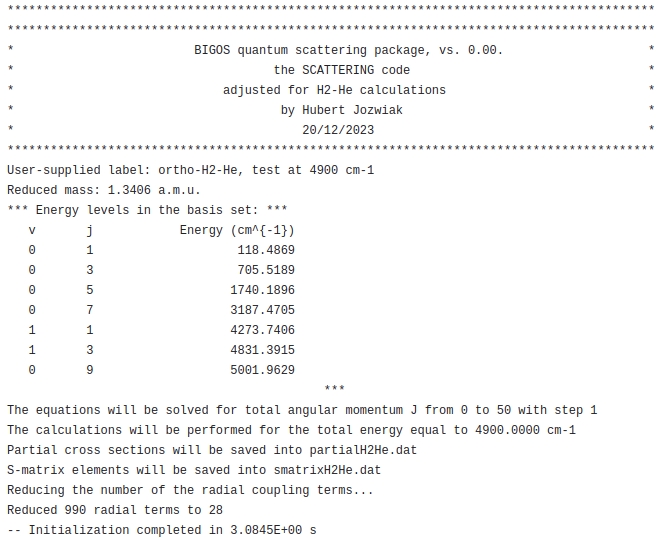 ******************************************************************************************
******************************************************************************************
* BIGOS quantum scattering package, vs. 0.00. *
* the SCATTERING code *
* adjusted for H2-He calculations *
* by Hubert Jozwiak *
* 20/12/2023 *
******************************************************************************************
User-supplied label: ortho-H2-He, test at 4900 cm-1
Reduced mass: 1.3406 a.m.u.
*** Energy levels in the basis set: ***
v j Energy (cm^{-1})
0 1 118.4869
0 3 705.5189
0 5 1740.1896
0 7 3187.4705
1 1 4273.7406
1 3 4831.3915
0 9 5001.9629
***
The equations will be solved for total angular momentum J from 0 to 50 with step 1
The calculations will be performed for the total energy equal to 4900.0000 cm-1
Partial cross sections will be saved into partialH2He.dat
S-matrix elements will be saved into smatrixH2He.dat
Reducing the number of the radial coupling terms...
Reduced 990 radial terms to 28
-- Initialization completed in 3.0845E+00 s